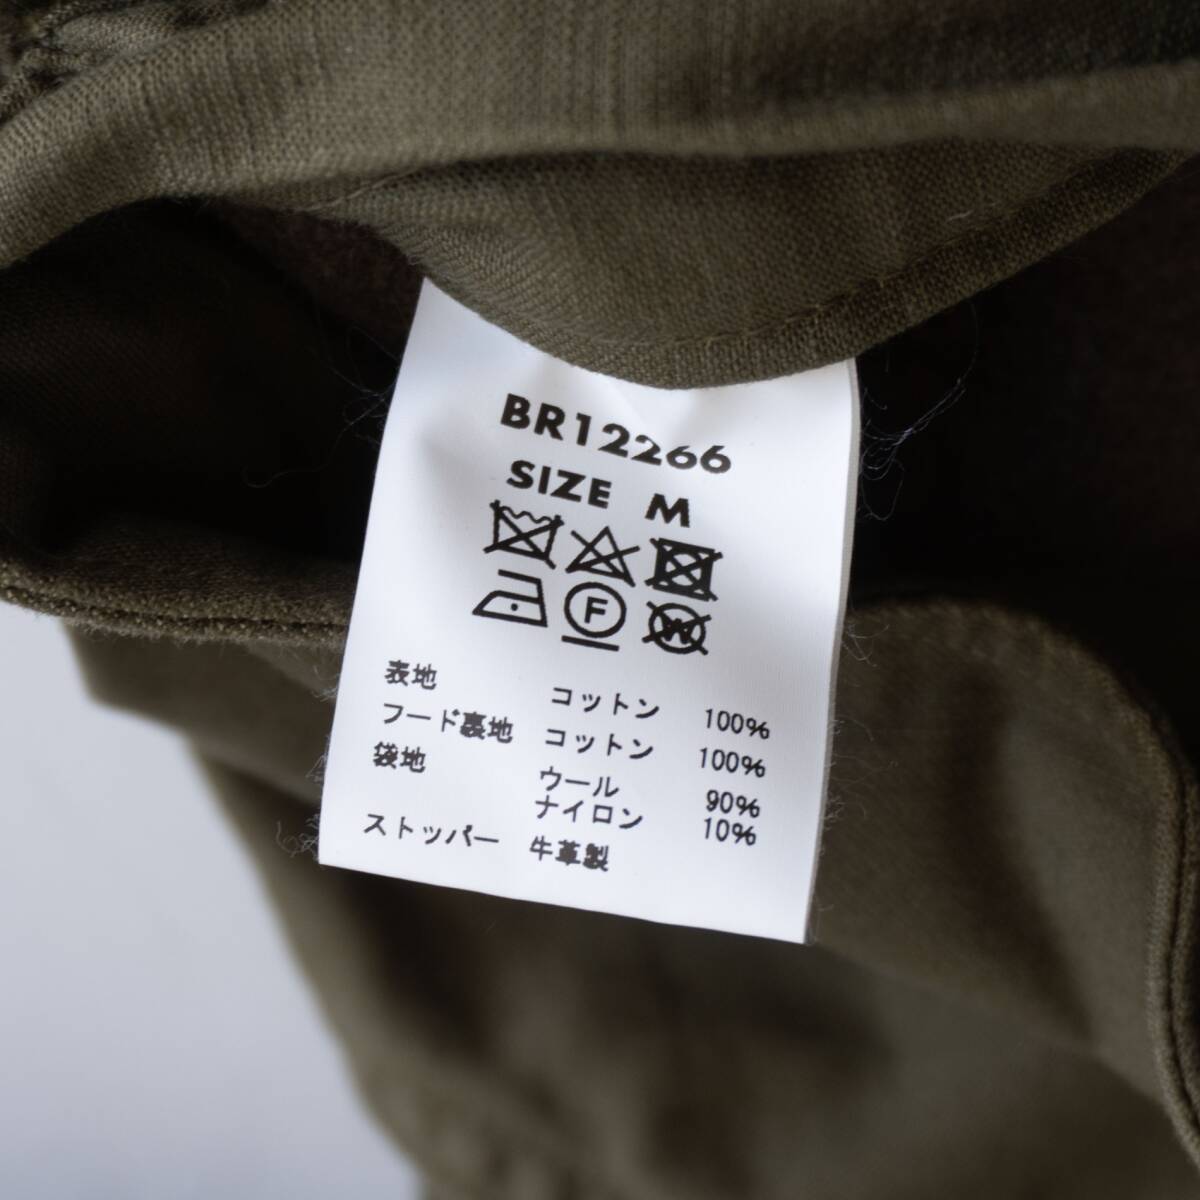 BR12266
SIZE M
F W
表地 コットン 100%
フード裏地 コットン 100%
袋地 ウール 90%
ナイロン 10%
ストッパー 牛革製